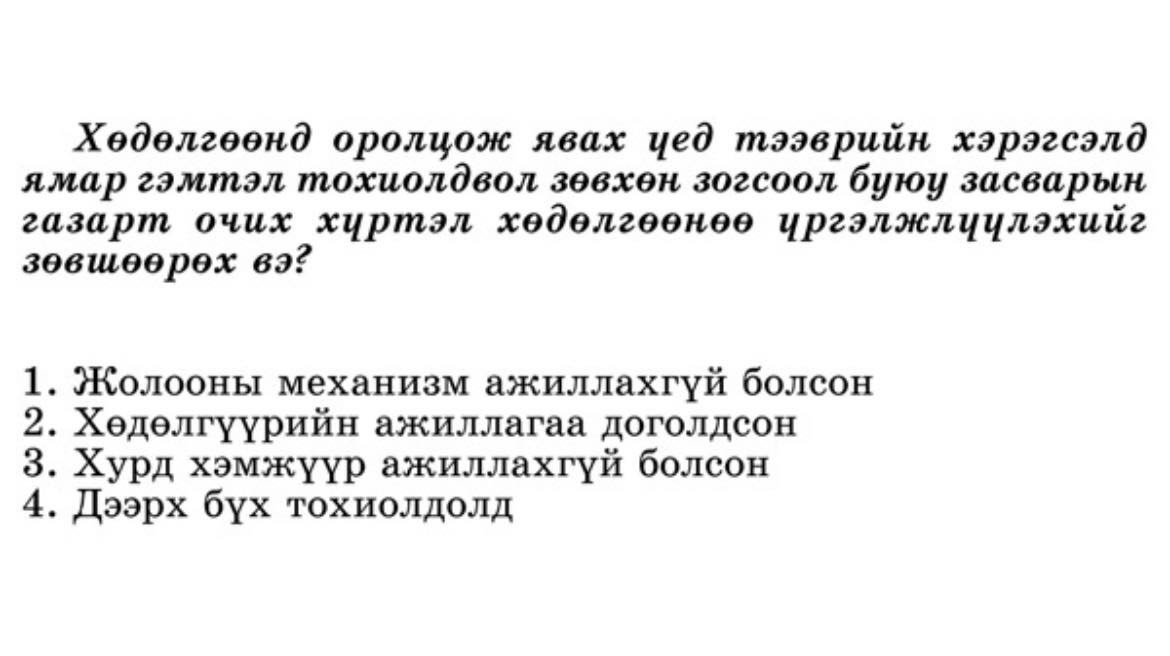 Хөдөлгөөнд оролцож явах үед тээврийн хэрэгсэлд
ямар гэмтэл тохиолдвол зөвхөн зогсоол буюу засварын
газарт очих хүртэл хөдөлгөөнөө үргэлжлүүлэхийг
зөвшөөрөх вэ?
1. Жолооны механизм ажиллахгүй болсон
2. Хөдөлгүүрийн ажиллагаа доголдсон
3. Хурд хэмжүүр ажиллахгүй болсон
4. Дээрх бүх тохиолдолд